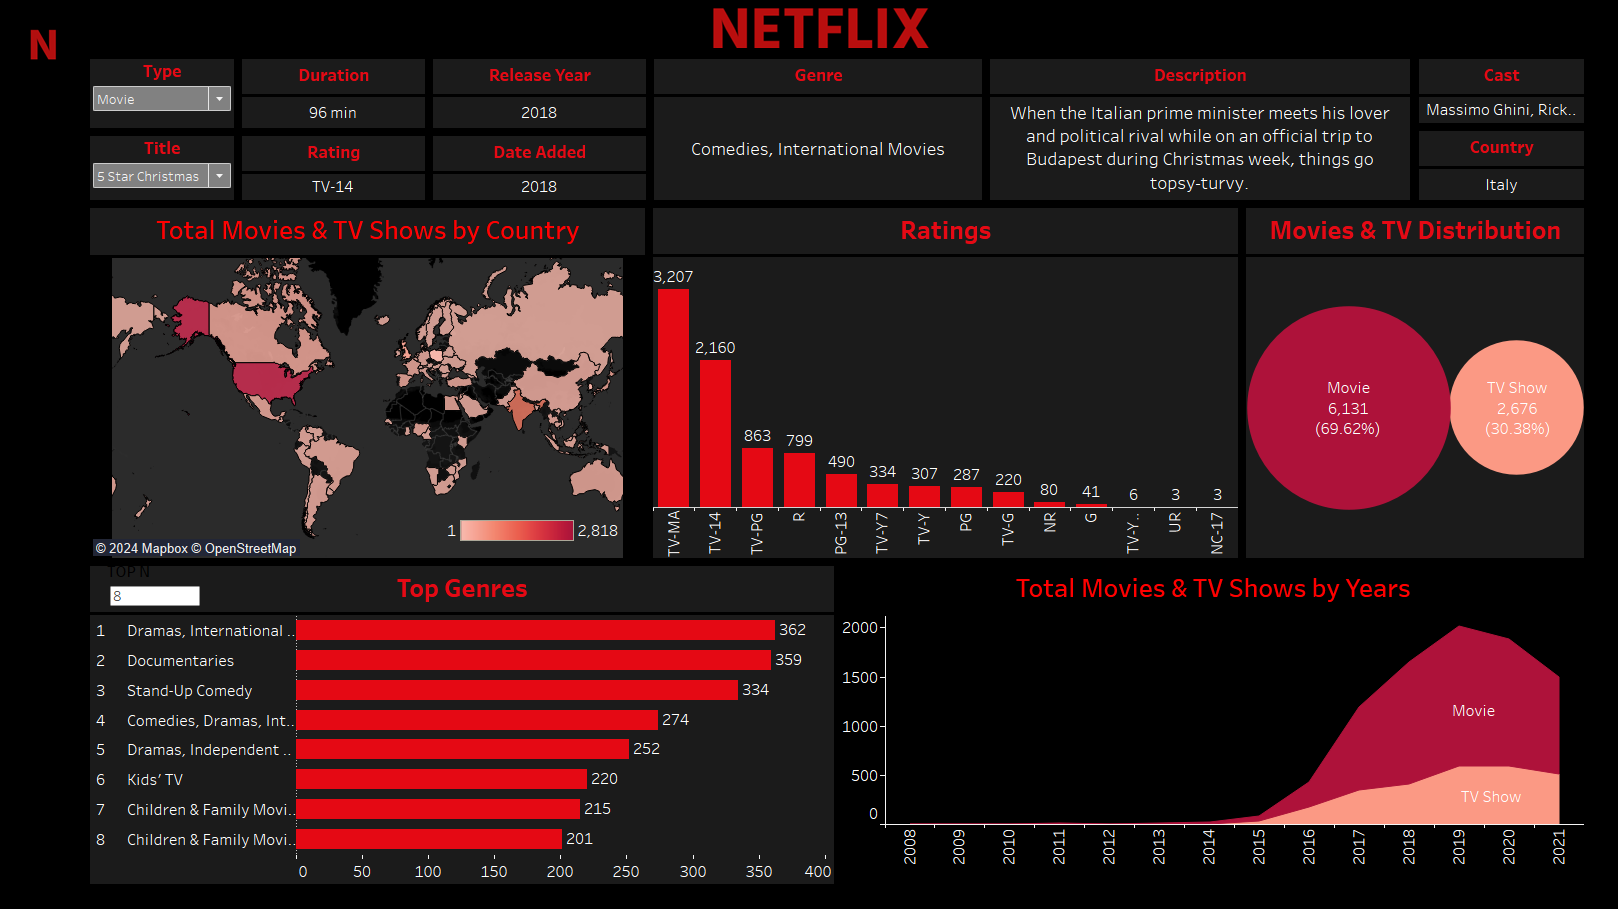 NETFLIX
N
Type
Movie
Title
5 Star Christmas
Duration
96 min
Rating
TV-14
Release Year
2018
Date Added
2018
Genre
Comedies, International Movies
Description
When the Italian prime minister meets his lover
and political rival while on an official trip to
Budapest during Christmas week, things go
topsy-turvy.
Cast
Massimo Ghini, Rick..
Country
Italy
Total Movies & TV Shows by Country
1 2,818
© 2024 Mapbox © OpenStreetMap
Ratings
3,207
2,160
863
799
490
334
307
287
220
80
41
6
3
3
TV-MA
TV-14
TV-PG
R
PG-13
TV-Y7
TV-Y
PG
TV-G
NR
G
TV-Y..
UR
NC-17
Movies & TV Distribution
Movie
6,131
(69.62%)
TV Show
2,676
(30.38%)
TOP N
8
Top Genres
1 Dramas, International .. 362
2 Documentaries 359
3 Stand-Up Comedy 334
4 Comedies, Dramas, Int.. 274
5 Dramas, Independent .. 252
6 Kids' TV 220
7 Children & Family Movi.. 215
8 Children & Family Movi.. 201
0 50 100 150 200 250 300 350 400
Total Movies & TV Shows by Years
2000
1500
1000
500
0
Movie
TV Show
2008
2009
2010
2011
2012
2013
2014
2015
2016
2017
2018
2019
2020
2021